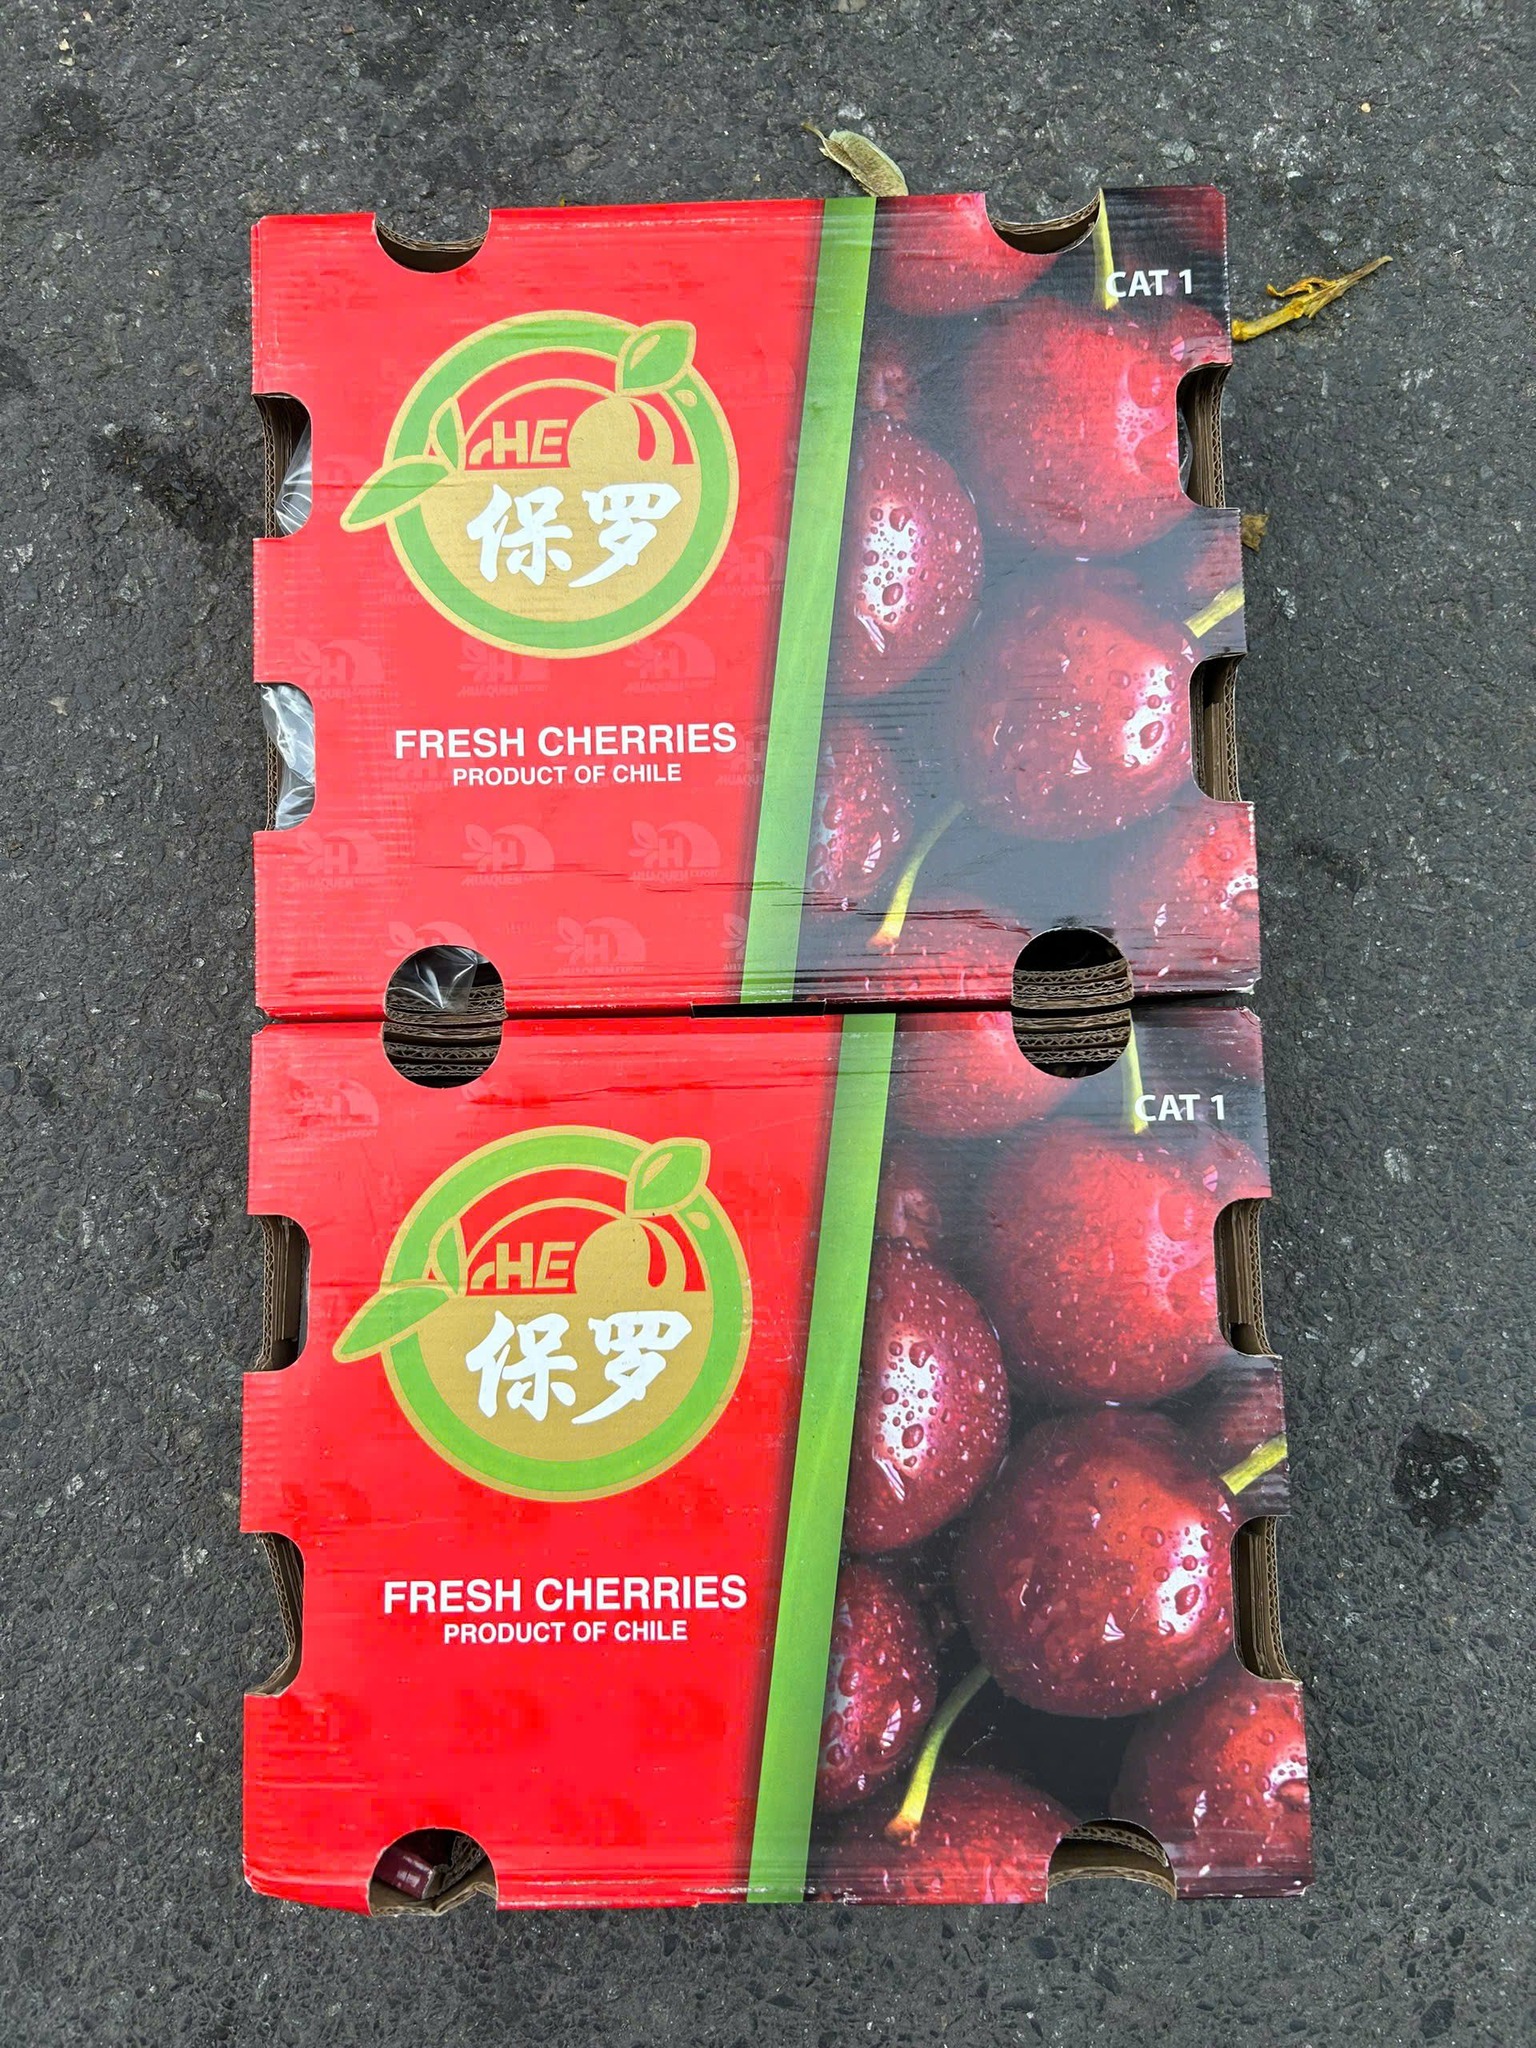 CAT 1
HE
保罗
FRESH CHERRIES
PRODUCT OF CHILE
CAT 1
HE
保罗
FRESH CHERRIES
PRODUCT OF CHILE